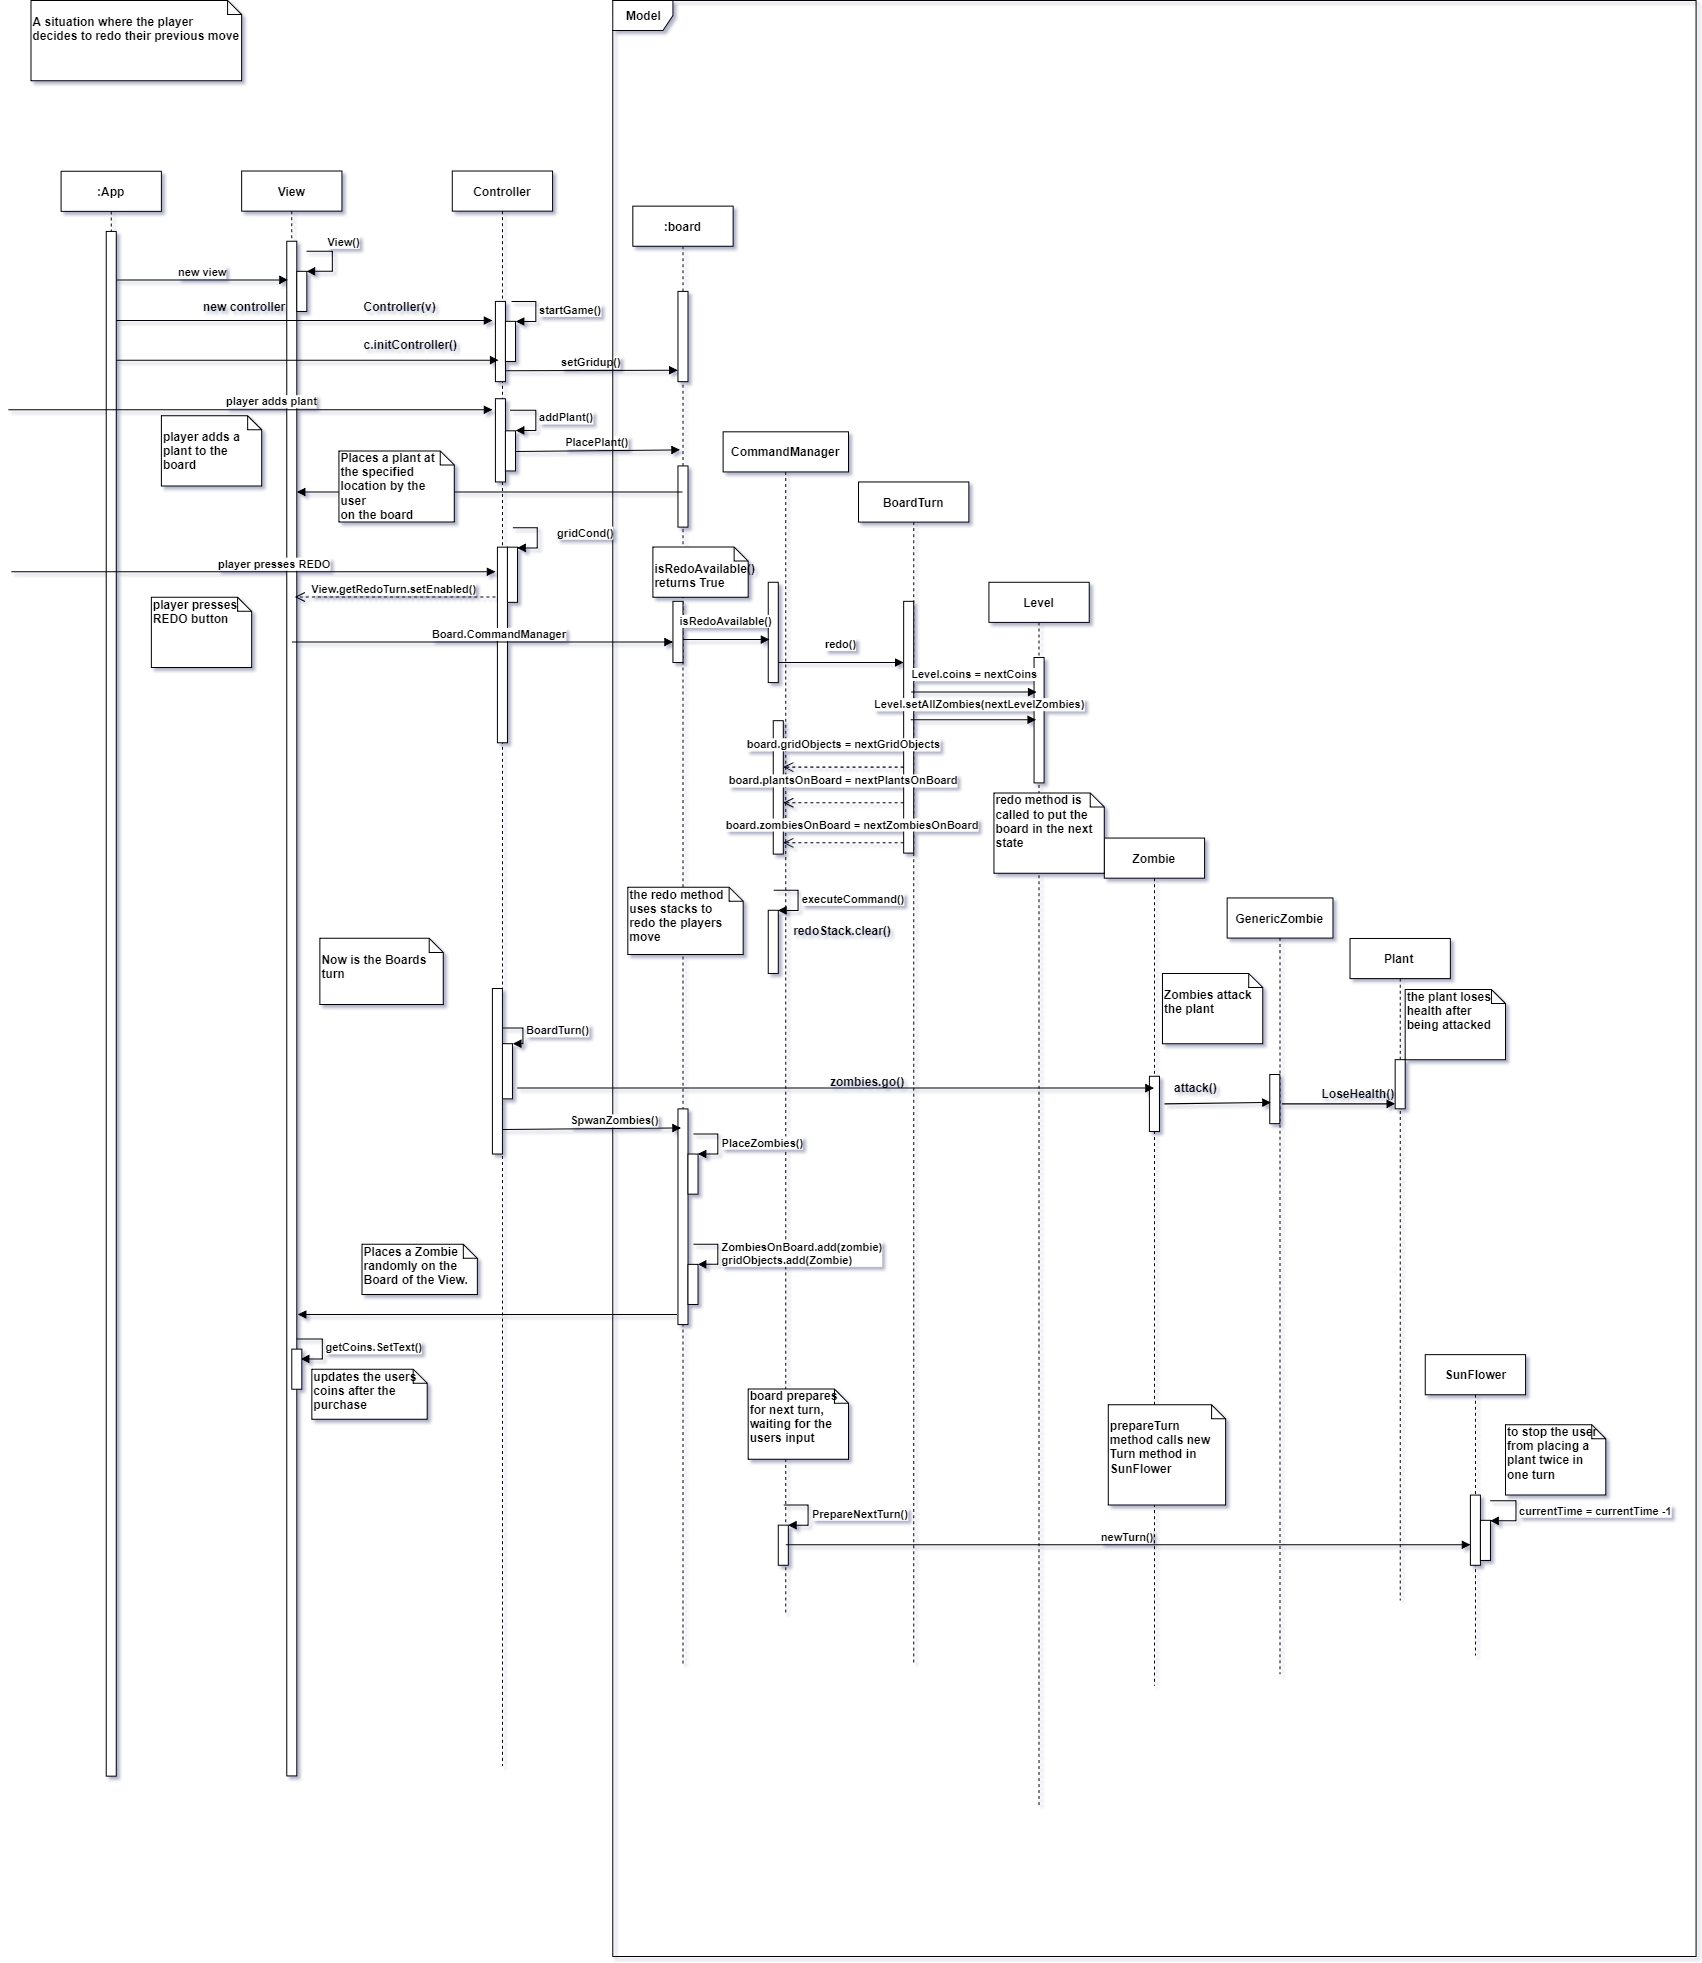 A situation where the player
decides to redo their previous move
Model
:App
View
Controller
:board
View()
new view
new controller
Controller(v)
startGame()
c.initController()
setGridup()
player adds plant
addPlant()
PlacePlant()
player adds a
plant to the
board
Places a plant at
the specified
location by the
user
on the board
CommandManager
BoardTurn
gridCond()
player presses REDO
isRedoAvailable()
returns True
View.getRedoTurn.setEnabled()
player presses
REDO button
Level
isRedoAvailable()
Board.CommandManager
redo()
Level.coins = nextCoins
Level.setAllZombies(nextLevelZombies)
board.gridObjects = nextGridObjects
board.plantsOnBoard = nextPlantsOnBoard
board.zombiesOnBoard = nextZombiesOnBoard
redo method is
called to put the
board in the next
state
Zombie
the redo method
uses stacks to
redo the players
move
executeCommand()
redoStack.clear()
GenericZombie
Plant
Now is the Boards
turn
Zombies attack
the plant
the plant loses
health after
being attacked
BoardTurn()
zombies.go()
attack()
LoseHealth()
SpwanZombies()
PlaceZombies()
Places a Zombie
randomly on the
Board of the View.
ZombiesOnBoard.add(zombie)
gridObjects.add(Zombie)
getCoins.SetText()
updates the users
coins after the
purchase
board prepares
for next turn,
waiting for the
users input
SunFlower
prepareTurn
method calls new
Turn method in
SunFlower
to stop the user
from placing a
plant twice in
one turn
PrepareNextTurn()
currentTime = currentTime -1
newTurn()